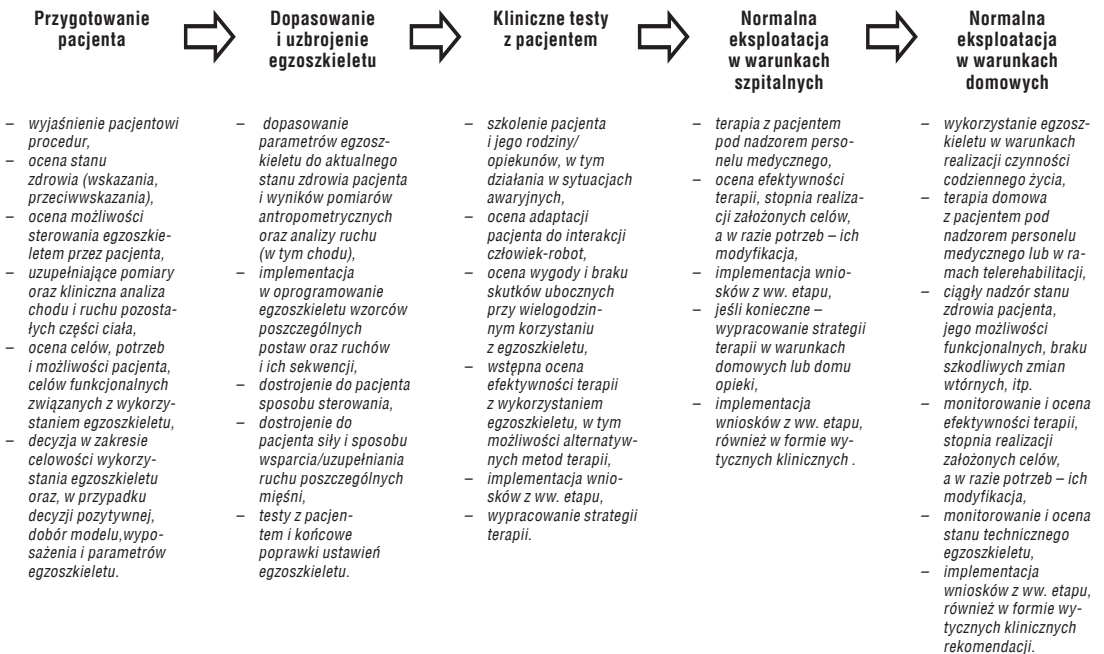 Przygotowanie
pacjenta
– wyjaśnienie pacjentowi
procedur,
– ocena stanu
zdrowia (wskazania,
przeciwwskazania),
– ocena możliwości
sterowania egzoszkie-
letem przez pacjenta,
– uzupełniające pomiary
oraz kliniczna analiza
chodu i ruchu pozosta-
łych części ciała,
– ocena celów, potrzeb
i możliwości pacjenta,
celów funkcjonalnych
związanych z wykorzy-
staniem egzoszkieletu,
– decyzja w zakresie
celowości wykorzy-
stania egzoszkieletu
oraz, w przypadku
decyzji pozytywnej,
dobór modelu,wypo-
sażenia i parametrów
egzoszkieletu.
Dopasowanie
i uzbrojenie
egzoszkieletu
– dopasowanie
parametrów egzosz-
kieletu do aktualnego
stanu zdrowia pacjenta
i wyników pomiarów
antropometrycznych
oraz analizy ruchu
(w tym chodu),
– implementacja
w oprogramowanie
egzoszkieletu wzorców
poszczególnych
postaw oraz ruchów
i ich sekwencji,
– dostrojenie do pacjenta
sposobu sterowania,
– dostrojenie do
pacjenta siły i sposobu
wsparcia/uzupełniania
ruchu poszczególnych
mięśni,
– testy z pacjen-
tem i końcowe
poprawki ustawień
egzoszkieletu.
Kliniczne testy
z pacjentem
– szkolenie pacjenta
i jego rodziny/
opiekunów, w tym
działania w sytuacjach
awaryjnych,
– ocena adaptacji
pacjenta do interakcji
człowiek-robot,
– ocena wygody i braku
skutków ubocznych
przy wielogodzin-
nym korzystaniu
z egzoszkieletu,
– wstępna ocena
efektywności terapii
z wykorzystaniem
egzoszkieletu, w tym
możliwości alternatyw-
nych metod terapii,
– implementacja wnio-
sków z ww. etapu,
– wypracowanie strategii
terapii.
Normalna
eksploatacja
w warunkach
szpitalnych
– terapia z pacjentem
pod nadzorem perso-
nelu medycznego,
– ocena efektywności
terapii, stopnia realiza-
cji założonych celów,
a w razie potrzeb – ich
modyfikacja,
– implementacja wnio-
sków z ww. etapu,
– jeśli konieczne –
wypracowanie strategii
terapii w warunkach
domowych lub domu
opieki,
– implementacja
wniosków z ww. etapu,
również w formie wy-
tycznych klinicznych .
Normalna
eksploatacja
w warunkach
domowych
– wykorzystanie egzosz-
kieletu w warunkach
realizacji czynności
codziennego życia,
– terapia domowa
z pacjentem pod
nadzorem personelu
medycznego lub w ra-
mach telerehabilitacji,
– ciągły nadzór stanu
zdrowia pacjenta,
jego możliwości
funkcjonalnych, braku
szkodliwych zmian
wtórnych, itp.
– monitorowanie i ocena
efektywności terapii,
stopnia realizacji
założonych celów,
a w razie potrzeb – ich
modyfikacja,
– monitorowanie i ocena
stanu technicznego
egzoszkieletu,
– implementacja
wniosków z ww. etapu,
również w formie wy-
tycznych klinicznych
rekomendacji.